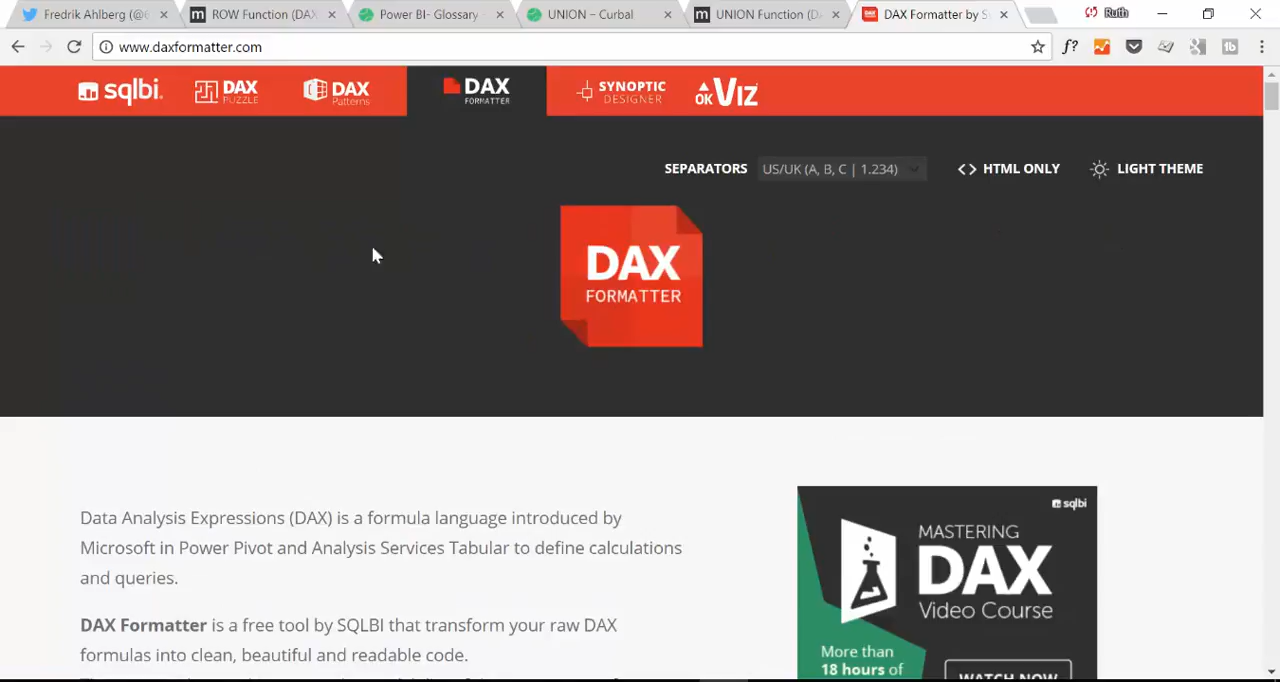 Fredrik Ahlberg (@6
ROW Function (DAX
Power BI- Glossary
UNION – Curbal
UNION Function (D
DAX Formatter by S
Ruth
www.daxformatter.com
f?
1b
sqlbi
DAX PUZZLE
DAX Patterns
DAX FORMATTER
SYNOPTIC DESIGNER
OK VIZ
SEPARATORS
US/UK (A, B, C | 1.234)
<> HTML ONLY
LIGHT THEME
DAX
FORMATTER
Data Analysis Expressions (DAX) is a formula language introduced by
Microsoft in Power Pivot and Analysis Services Tabular to define calculations
and queries.
DAX Formatter is a free tool by SQLBI that transform your raw DAX
formulas into clean, beautiful and readable code.
sqlbi
MASTERING
DAX
Video Course
More than
18 hours of
WATCH NOW